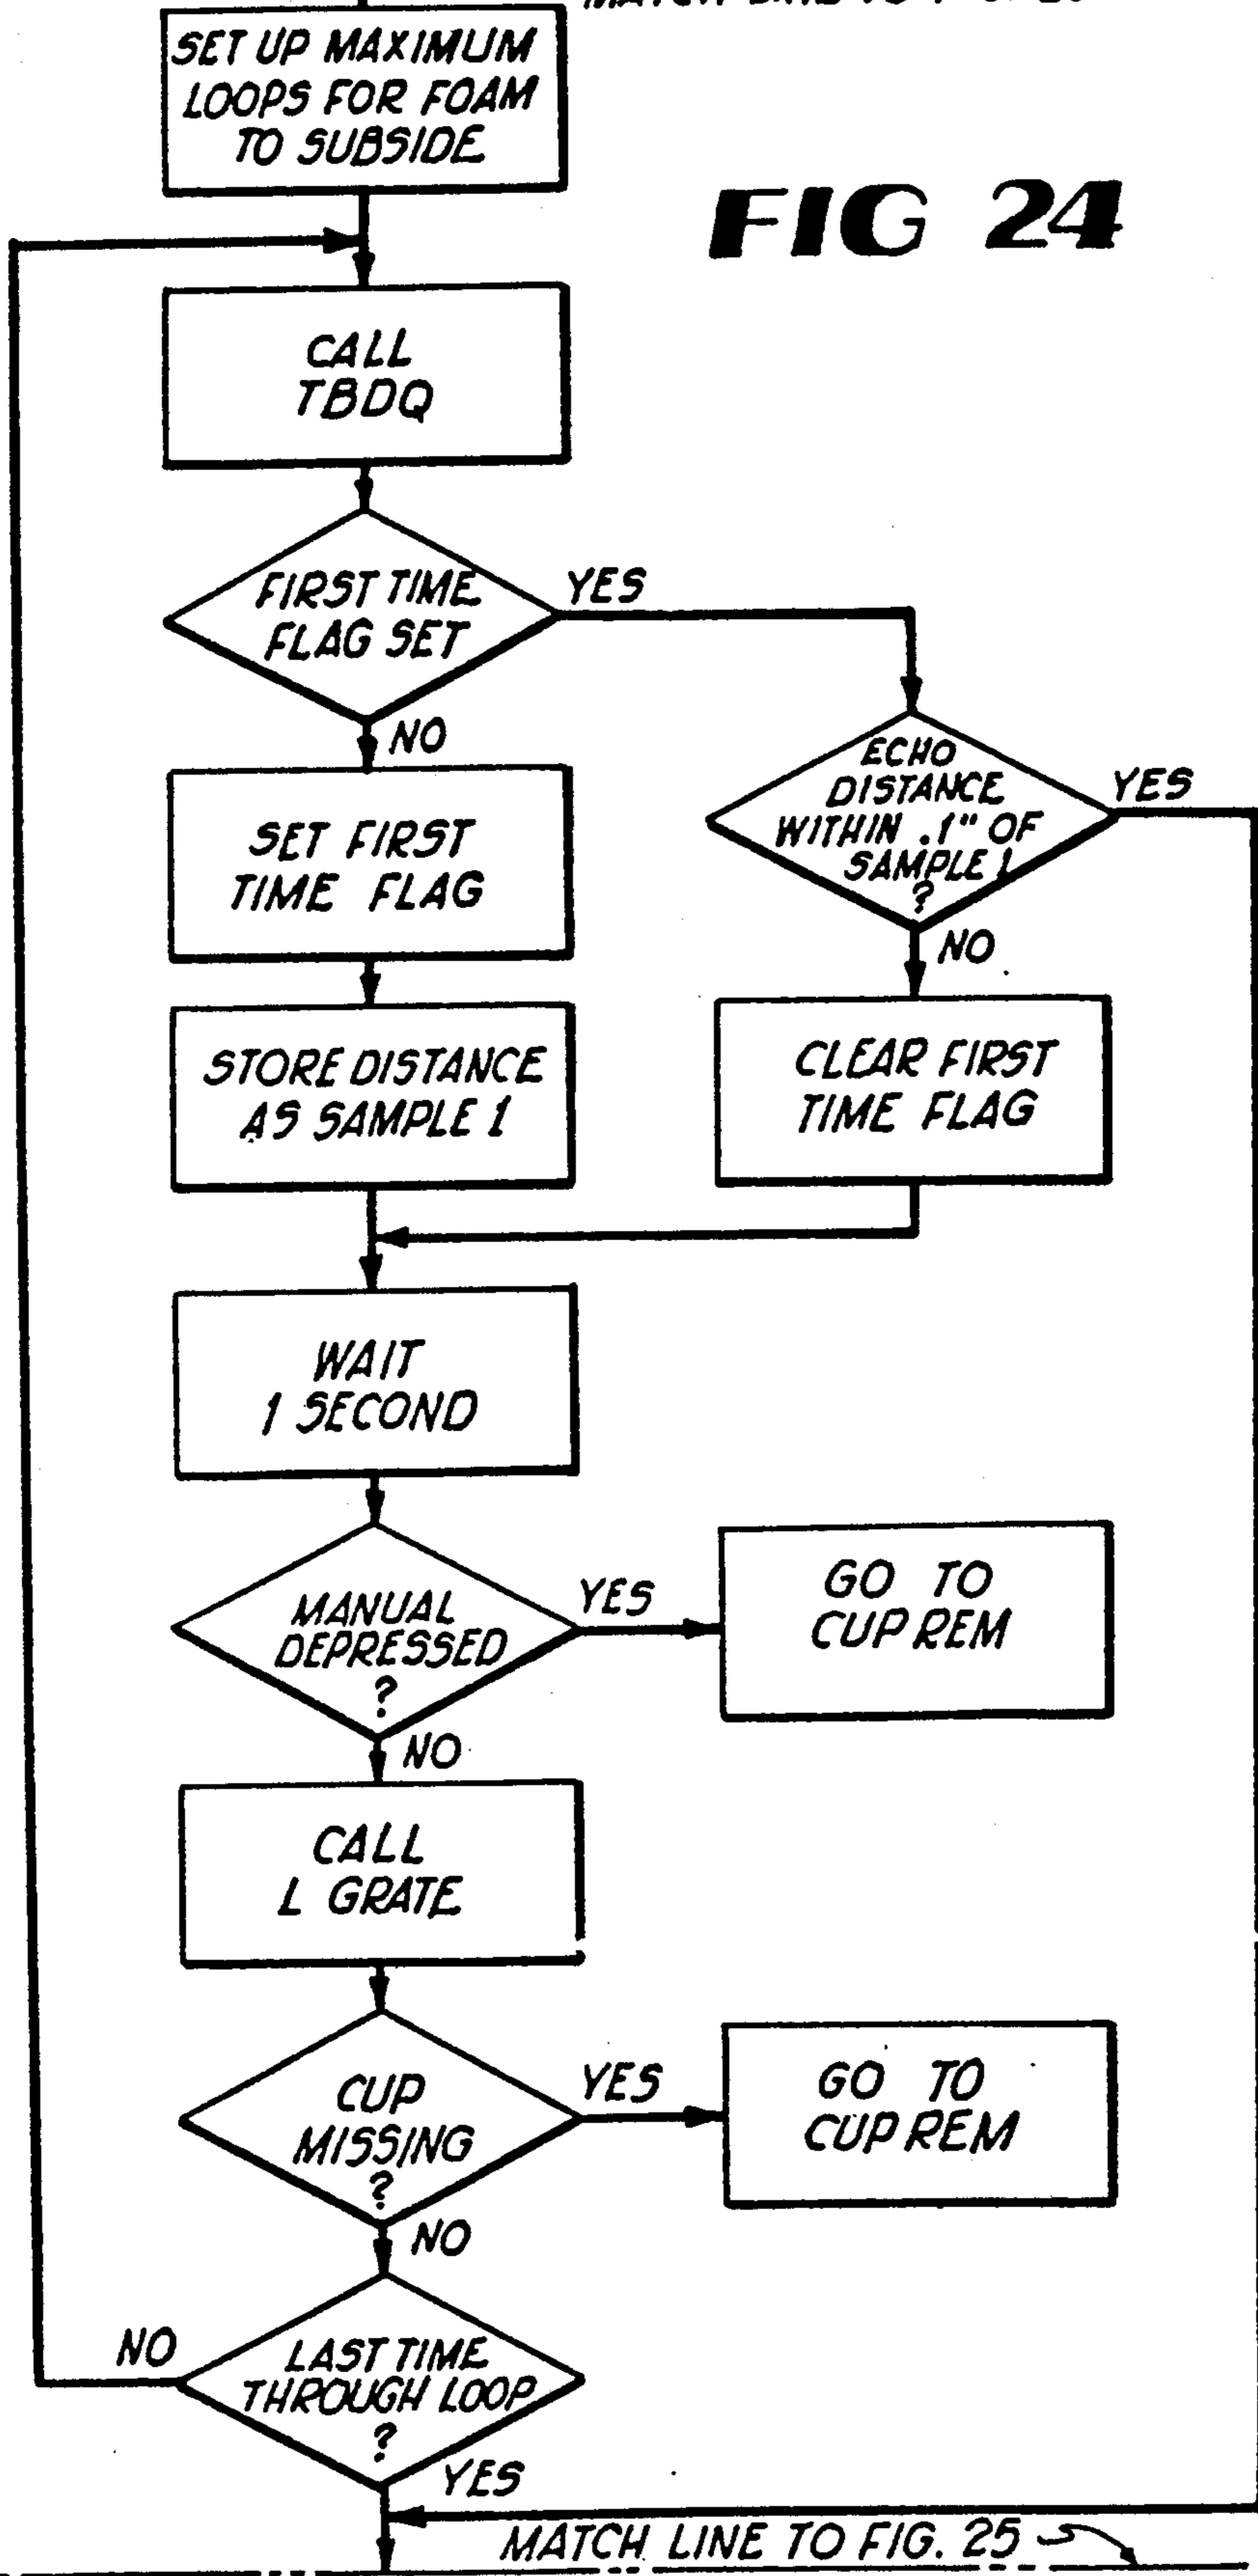 SET UP MAXIMUM
LOOPS FOR FOAM
TO SUBSIDE
FIG 24
CALL
TBDQ
FIRST TIME
FLAG SET
YES
NO
ECHO
DISTANCE
WITHIN .1" OF
SAMPLE 1
?
YES
NO
SET FIRST
TIME FLAG
STORE DISTANCE
AS SAMPLE 1
CLEAR FIRST
TIME FLAG
WAIT
1 SECOND
MANUAL
DEPRESSED
?
YES
GO TO
CUP REM
NO
CALL
L GRATE
CUP
MISSING
?
YES
GO TO
CUP REM
NO
LAST TIME
THROUGH LOOP
?
NO
YES
MATCH LINE TO FIG. 25